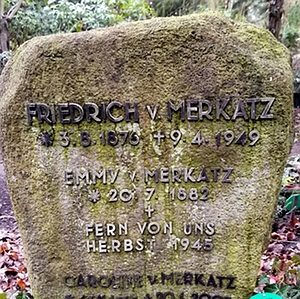 FRIEDRICH v. MERKATZ
* 3. 8. 1876 † 9. 4. 1949
EMMY v. MERKATZ
* 20. 7. 1882
†
FERN VON UNS
HERBST 1945
CAROLINE v. MERKATZ